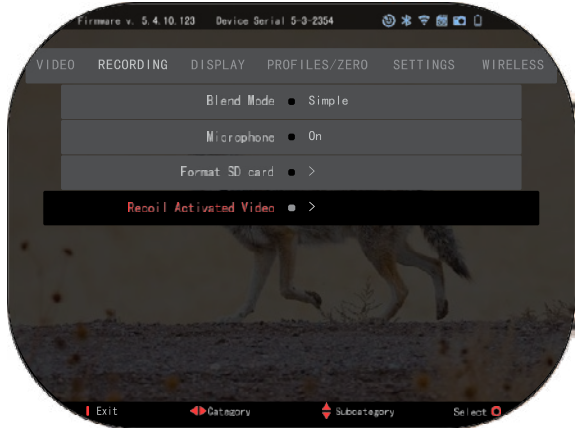 Firmware v. 5.4.10.123 Device Serial 5-3-2354
VIDEO RECORDING DISPLAY PROFILES/ZERO SETTINGS WIRELESS
Blend Mode Simple
Microphone On
Format SD card >
Recoil Activated Video >
Exit Catagory Subcategory Select